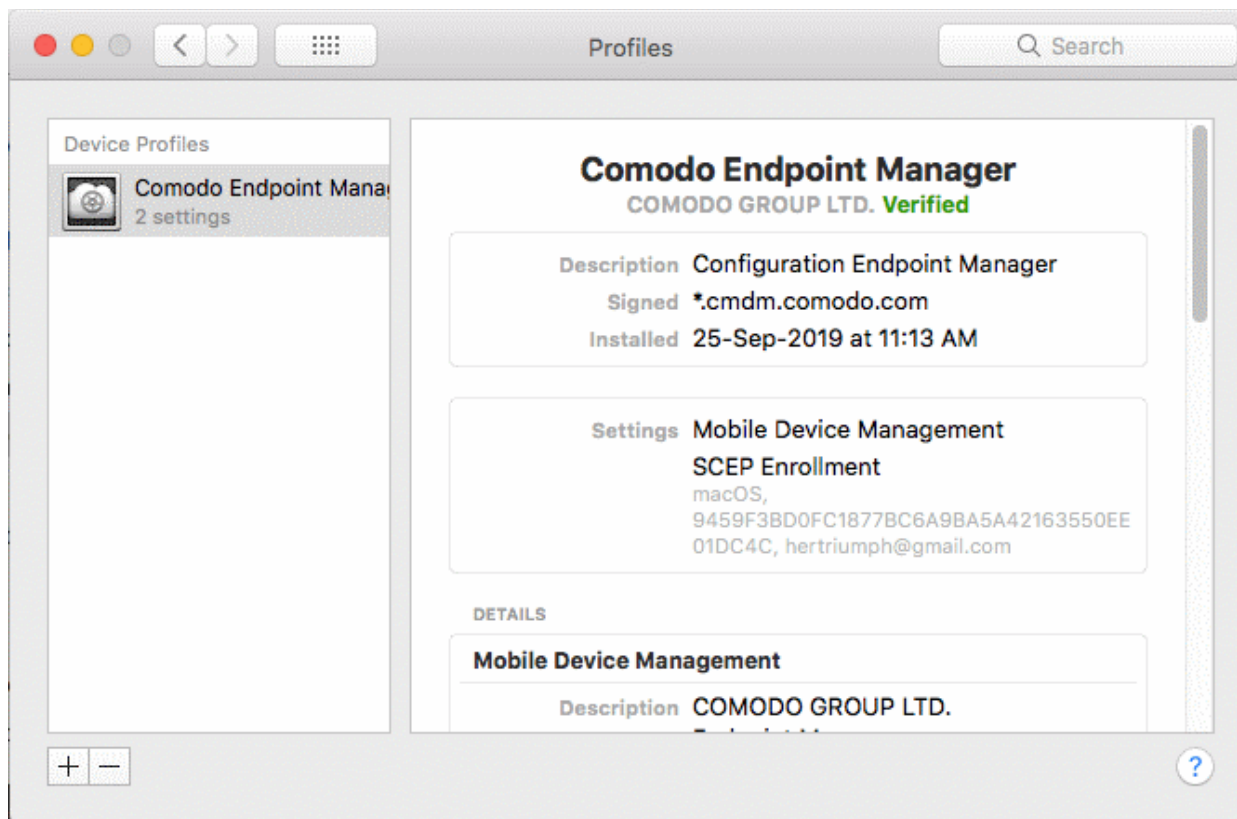 Profiles
Search
Device Profiles
Comodo Endpoint Mana
2 settings
Comodo Endpoint Manager
COMODO GROUP LTD. Verified
Description Configuration Endpoint Manager
Signed *.cmdm.comodo.com
Installed 25-Sep-2019 at 11:13 AM
Settings Mobile Device Management
SCEP Enrollment
macOS,
9459F3BD0FC1877BC6A9BA5A42163550EE
01DC4C, hertriumph@gmail.com
DETAILS
Mobile Device Management
Description COMODO GROUP LTD.
?